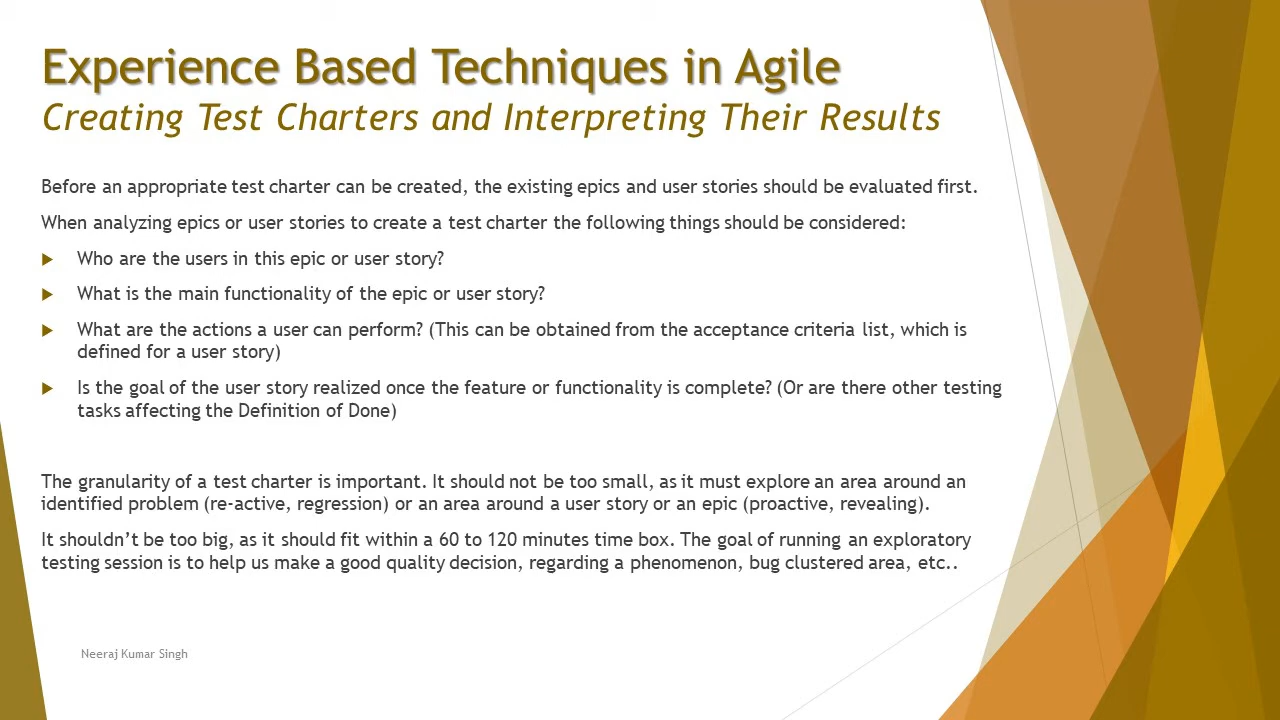 Experience Based Techniques in Agile
Creating Test Charters and Interpreting Their Results
Before an appropriate test charter can be created, the existing epics and user stories should be evaluated first.
When analyzing epics or user stories to create a test charter the following things should be considered:
Who are the users in this epic or user story?
What is the main functionality of the epic or user story?
What are the actions a user can perform? (This can be obtained from the acceptance criteria list, which is
defined for a user story)
Is the goal of the user story realized once the feature or functionality is complete? (Or are there other testing
tasks affecting the Definition of Done)
The granularity of a test charter is important. It should not be too small, as it must explore an area around an
identified problem (re-active, regression) or an area around a user story or an epic (proactive, revealing).
It shouldn't be too big, as it should fit within a 60 to 120 minutes time box. The goal of running an exploratory
testing session is to help us make a good quality decision, regarding a phenomenon, bug clustered area, etc..
Neeraj Kumar Singh